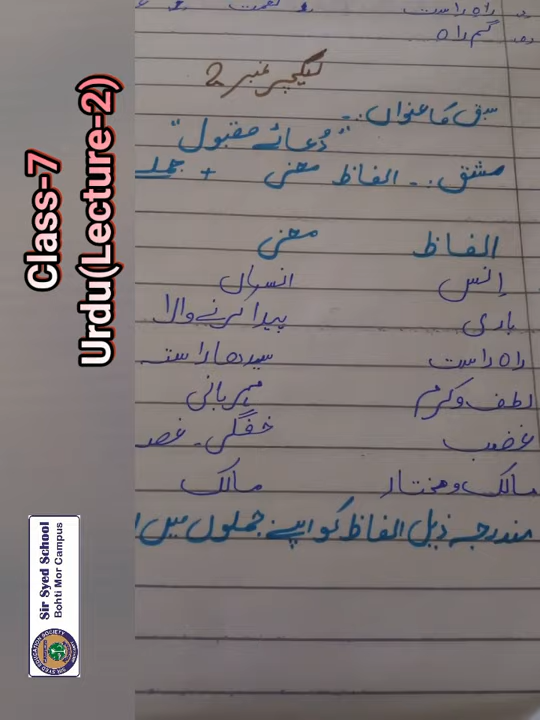 راہ راست
گم راہ
لیکچر نمبر 2
سبق کا عنوان:۔
"دُعائے مقبول"
مشق:۔ الفاظ معنی + جملے
الفاظ معنی
اِنس انسان
باری پیدا کرنے والا
راہ راست سیدھا راستہ
لطف و کرم مہربانی
غضب خفگی۔ غصہ
مالک و مختار مالک
مندرجہ ذیل الفاظ کو اپنے جملوں میں
Class-7
Urdu(Lecture-2)
Sir Syed School
Bohti Mor Campus